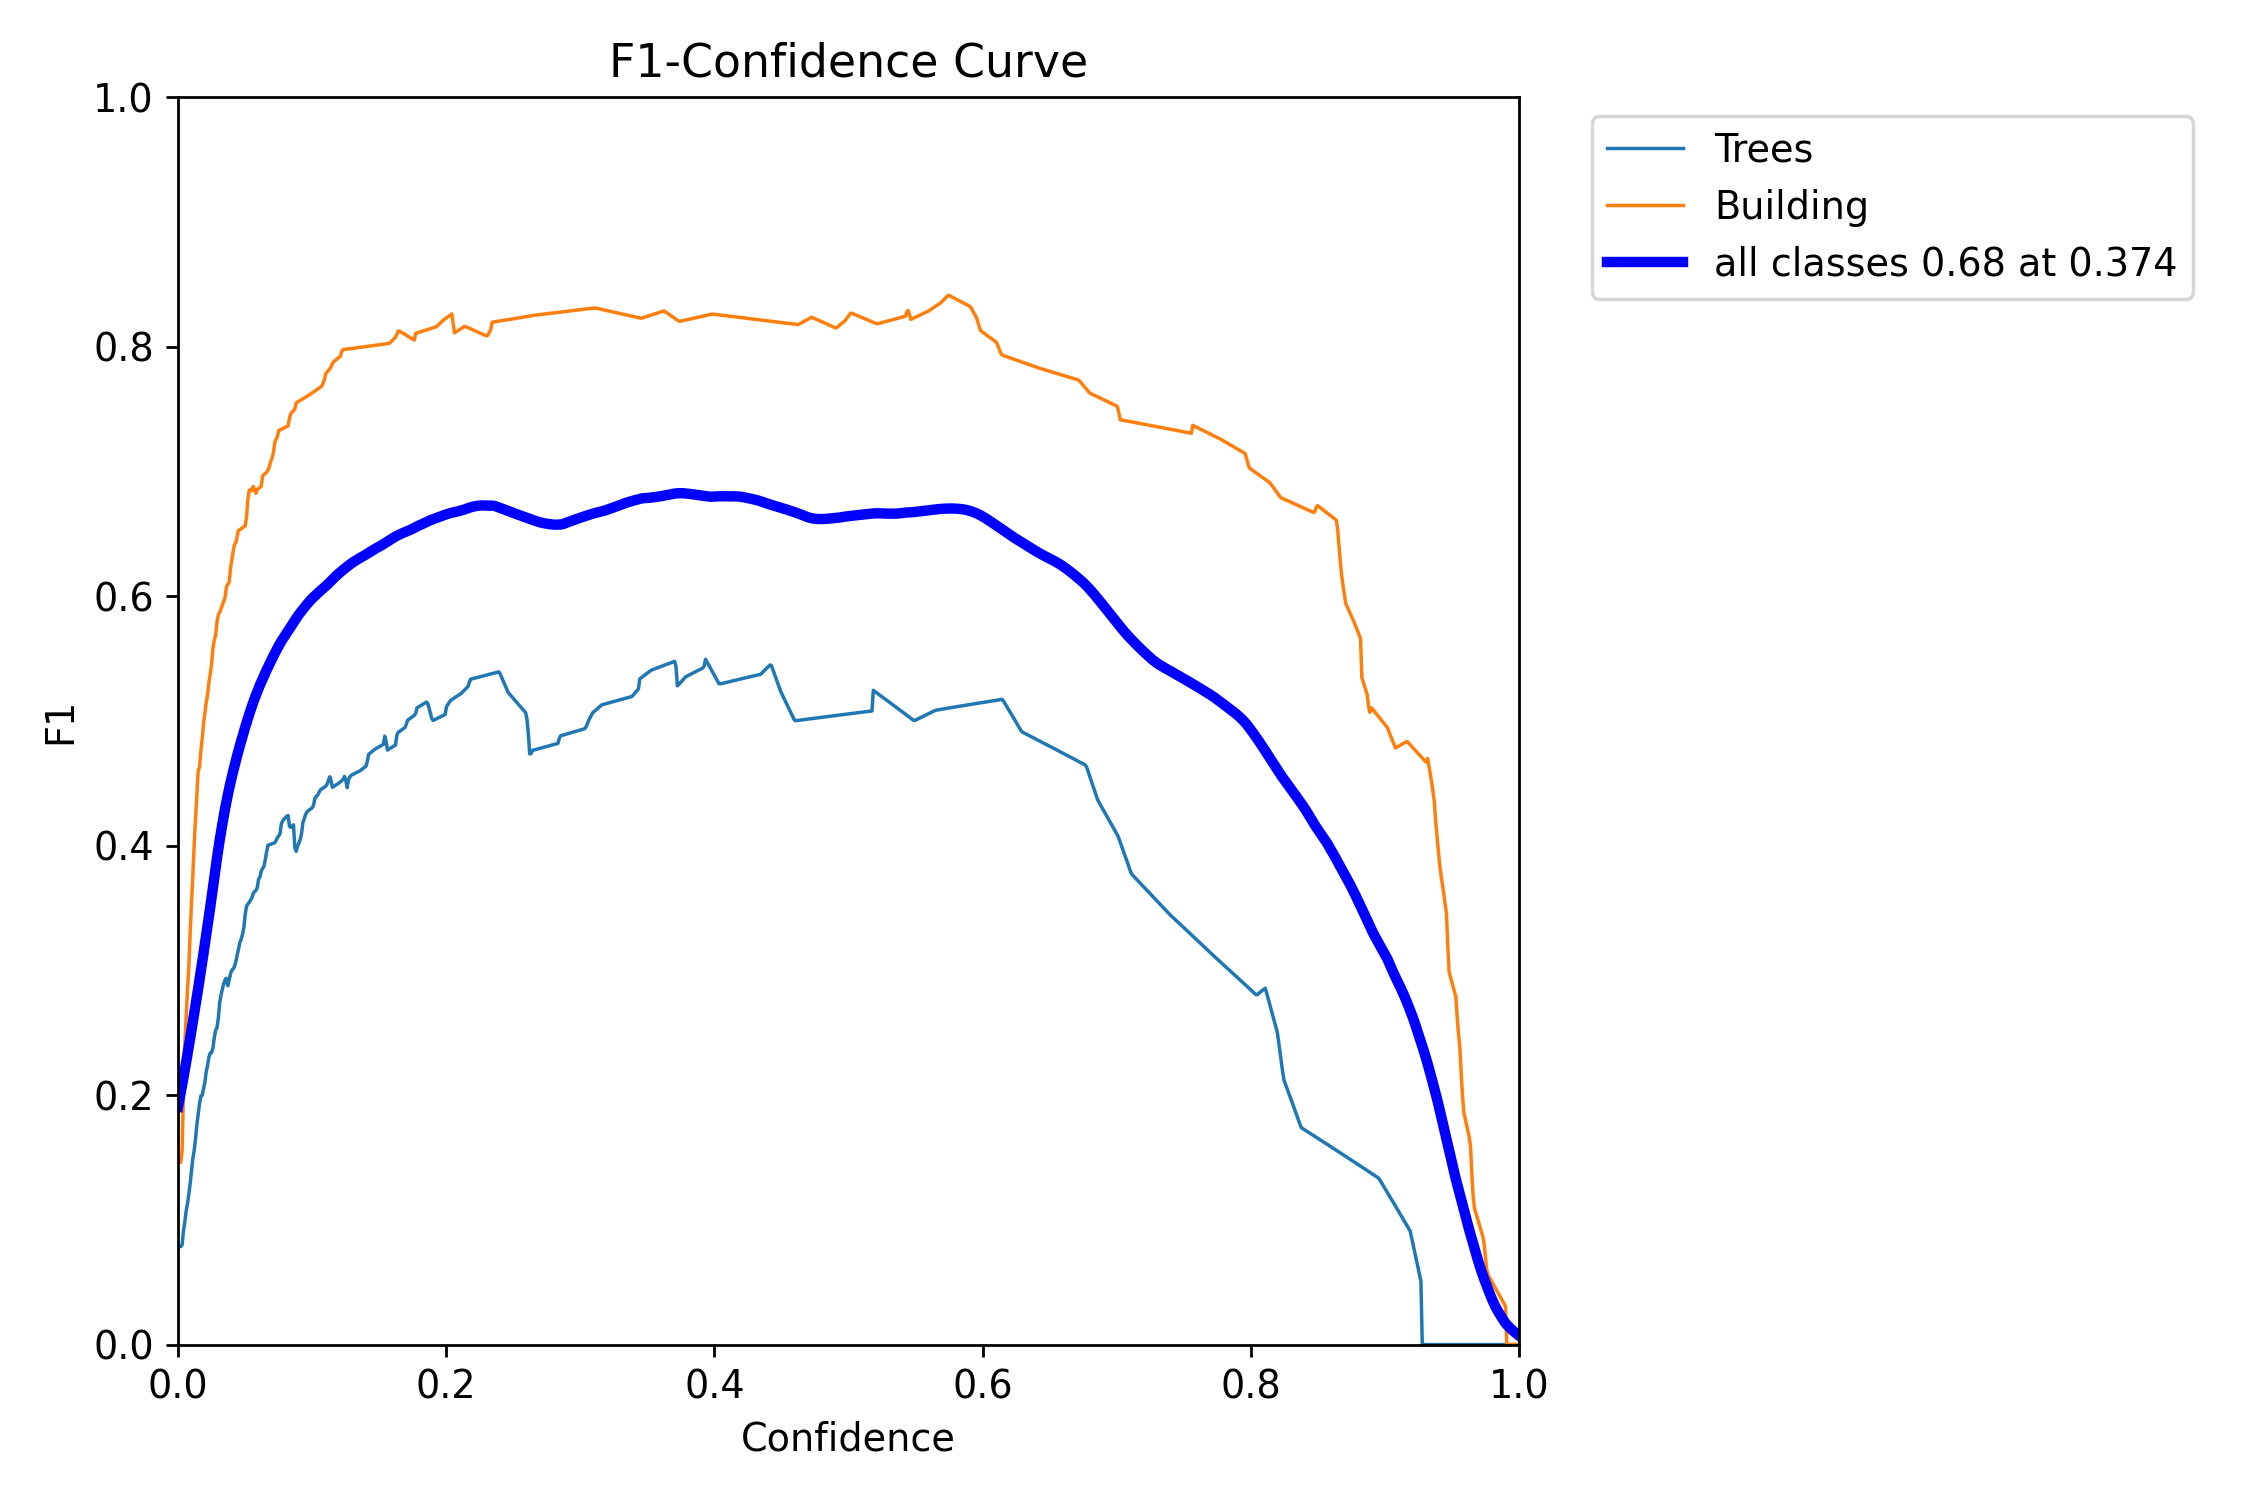 F1-Confidence Curve
1.0
0.8
0.6
0.4
0.2
0.0
F1
0.0 0.2 0.4 0.6 0.8 1.0
Confidence
Trees
Building
all classes 0.68 at 0.374